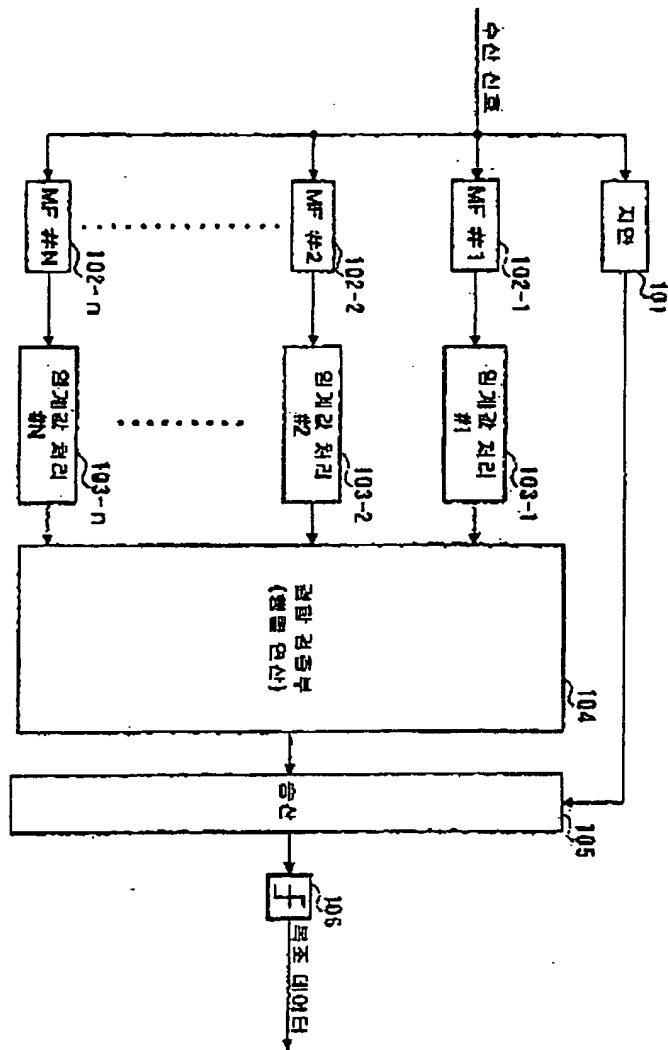 수산 신호
지연
101
MF #1
102-1
임계값 처리
#1
103-1
MF #2
102-2
임계값 처리
#2
103-2
MF #N
102-n
임계값 처리
#N
103-n
(행렬 연산)
104
105
106
복조 데이터